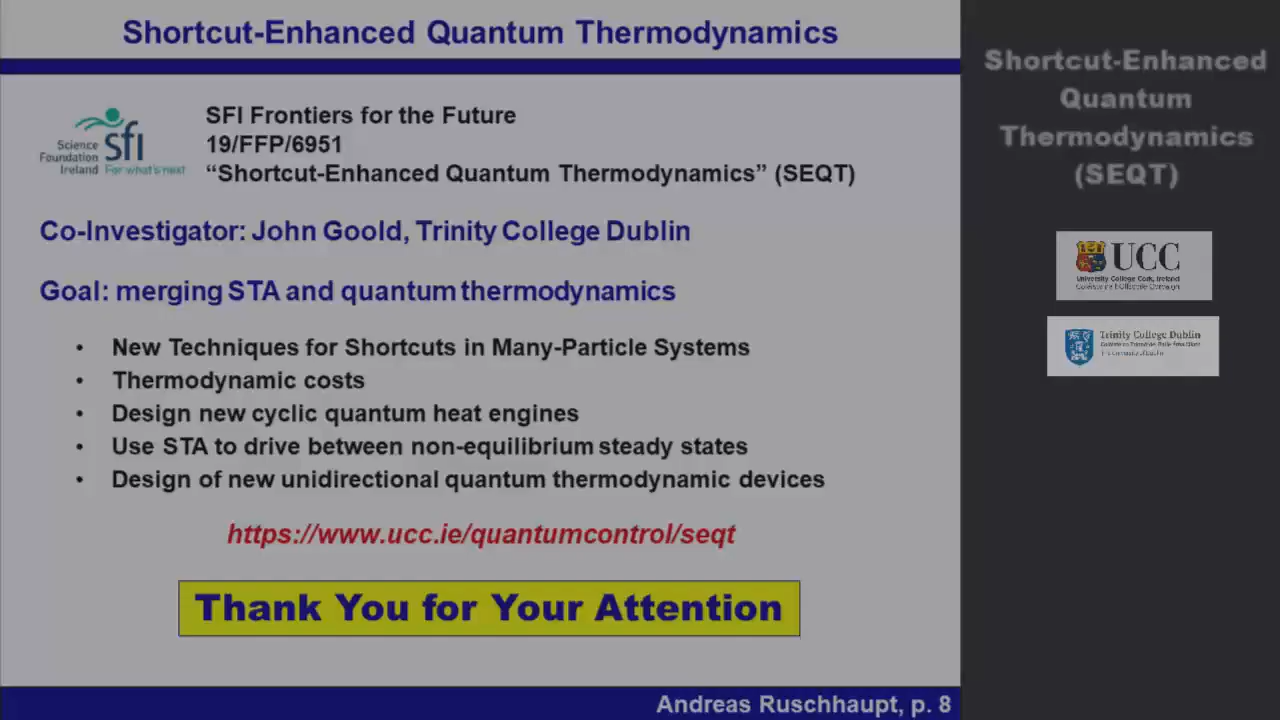 Shortcut-Enhanced Quantum Thermodynamics
Science
Foundation
Ireland
sfi
For what's next
SFI Frontiers for the Future
19/FFP/6951
“Shortcut-Enhanced Quantum Thermodynamics” (SEQT)
Co-Investigator: John Goold, Trinity College Dublin
Goal: merging STA and quantum thermodynamics
• New Techniques for Shortcuts in Many-Particle Systems
• Thermodynamic costs
• Design new cyclic quantum heat engines
• Use STA to drive between non-equilibrium steady states
• Design of new unidirectional quantum thermodynamic devices
https://www.ucc.ie/quantumcontrol/seqt
Thank You for Your Attention
Andreas Ruschhaupt, p. 8
Shortcut-Enhanced
Quantum
Thermodynamics
(SEQT)
UCC
University College Cork, Ireland
Trinity College Dublin